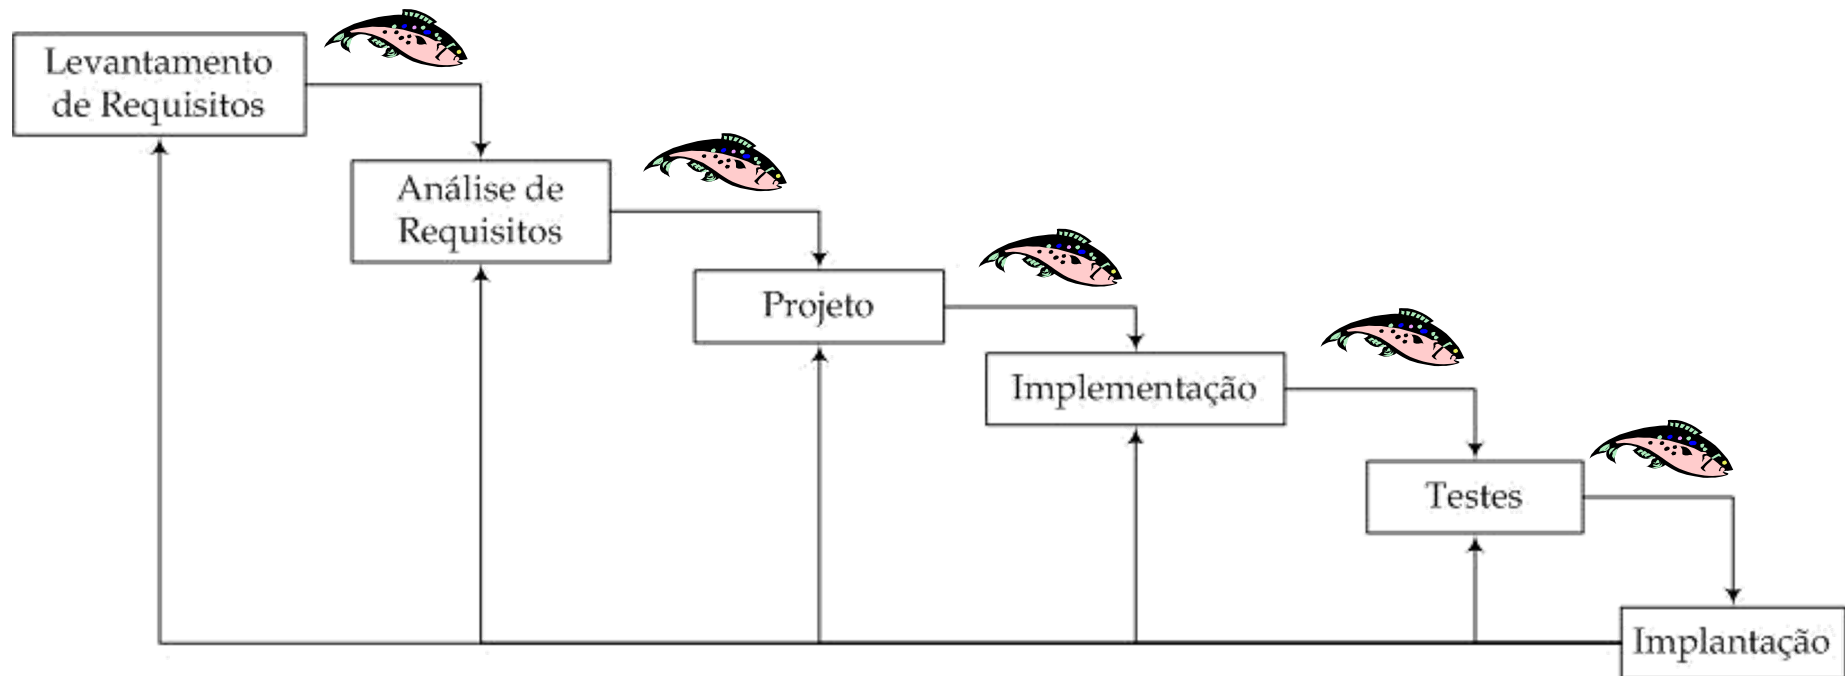 Levantamento
de Requisitos
Análise de
Requisitos
Projeto
Implementação
Testes
Implantação